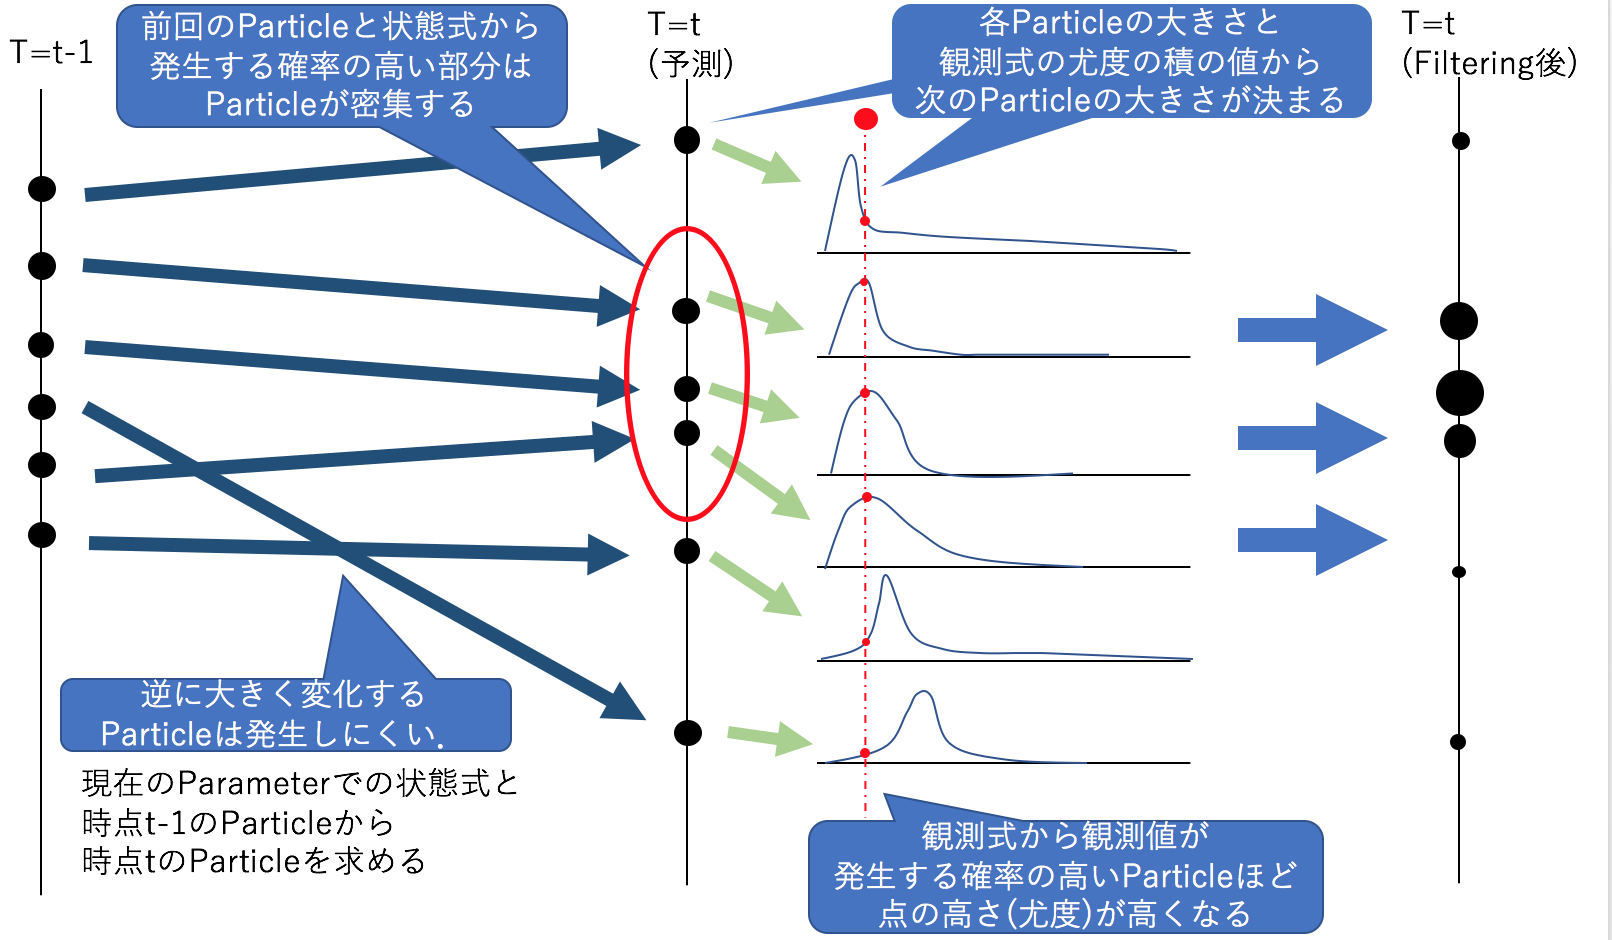 T=t-1
前回のParticleと状態式から
発生する確率の高い部分は
Particleが密集する
T=t
(予測)
各Particleの大きさと
観測式の尤度の積の値から
次のParticleの大きさが決まる
T=t
(Filtering後)
逆に大きく変化する
Particleは発生しにくい.
現在のParameterでの状態式と
時点t-1のParticleから
時点tのParticleを求める
観測式から観測値が
発生する確率の高いParticleほど
点の高さ(尤度)が高くなる